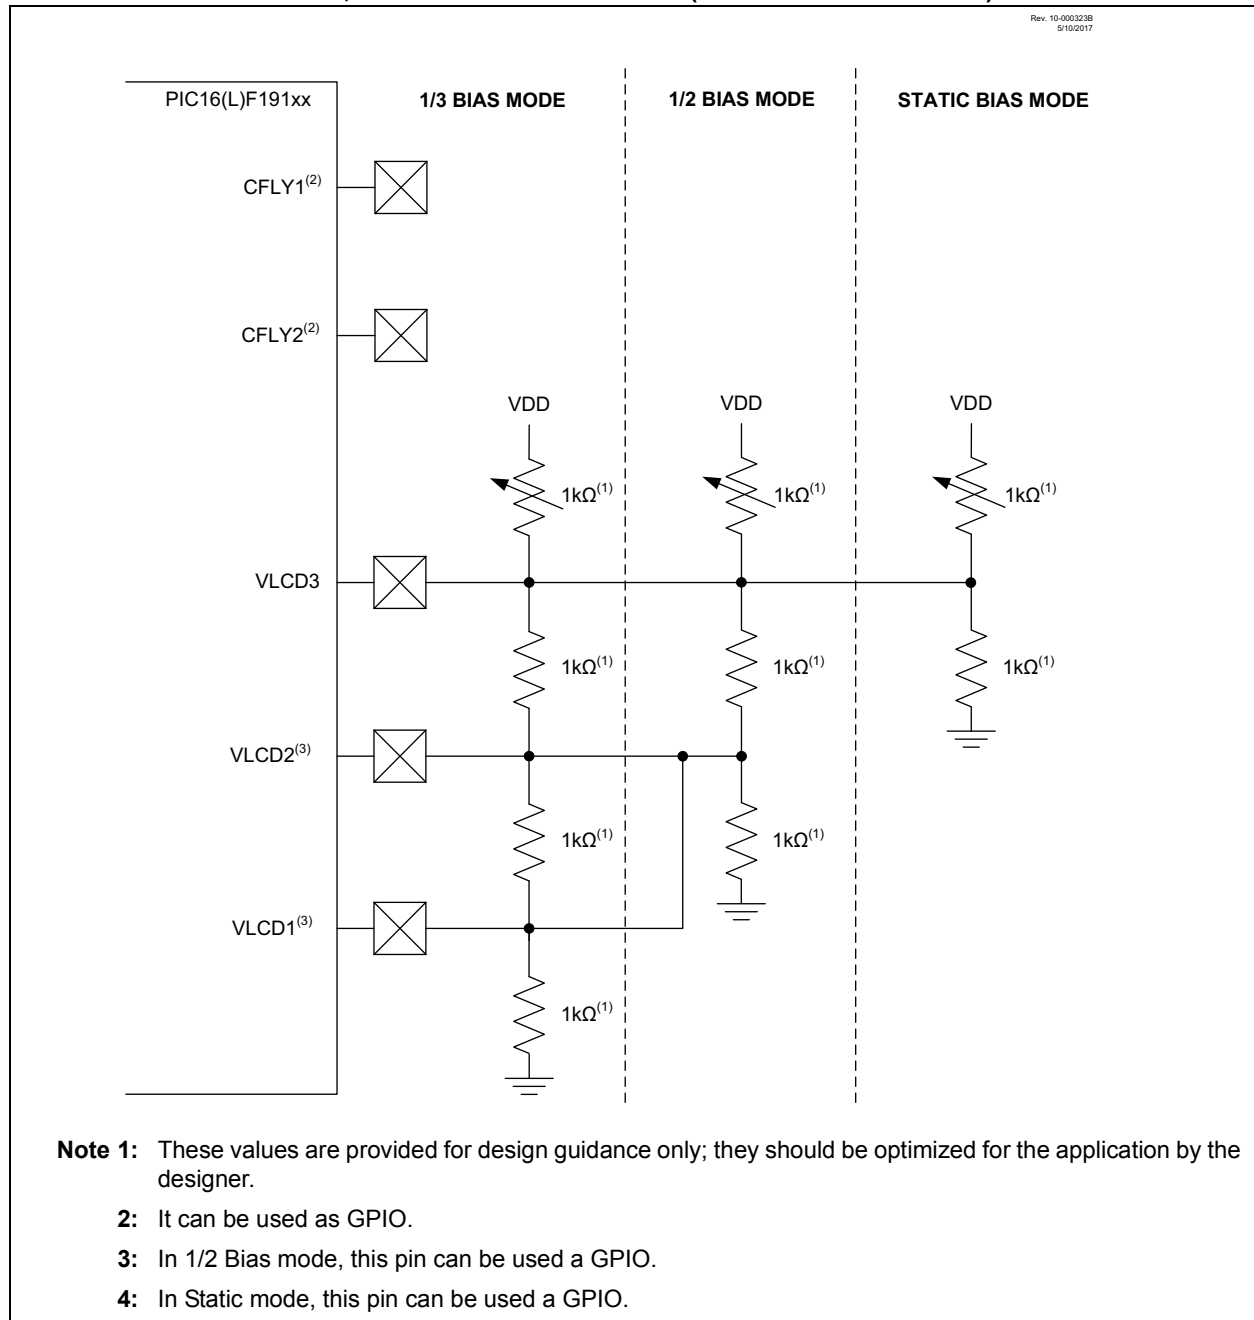 Rev. 10-000323B
5/10/2017
PIC16(L)F191xx
1/3 BIAS MODE
1/2 BIAS MODE
STATIC BIAS MODE
CFLY1(2)
CFLY2(2)
VDD
VDD
VDD
1kΩ(1)
1kΩ(1)
1kΩ(1)
VLCD3
1kΩ(1)
1kΩ(1)
1kΩ(1)
VLCD2(3)
1kΩ(1)
1kΩ(1)
VLCD1(3)
1kΩ(1)
Note 1: These values are provided for design guidance only; they should be optimized for the application by the
designer.
2: It can be used as GPIO.
3: In 1/2 Bias mode, this pin can be used a GPIO.
4: In Static mode, this pin can be used a GPIO.